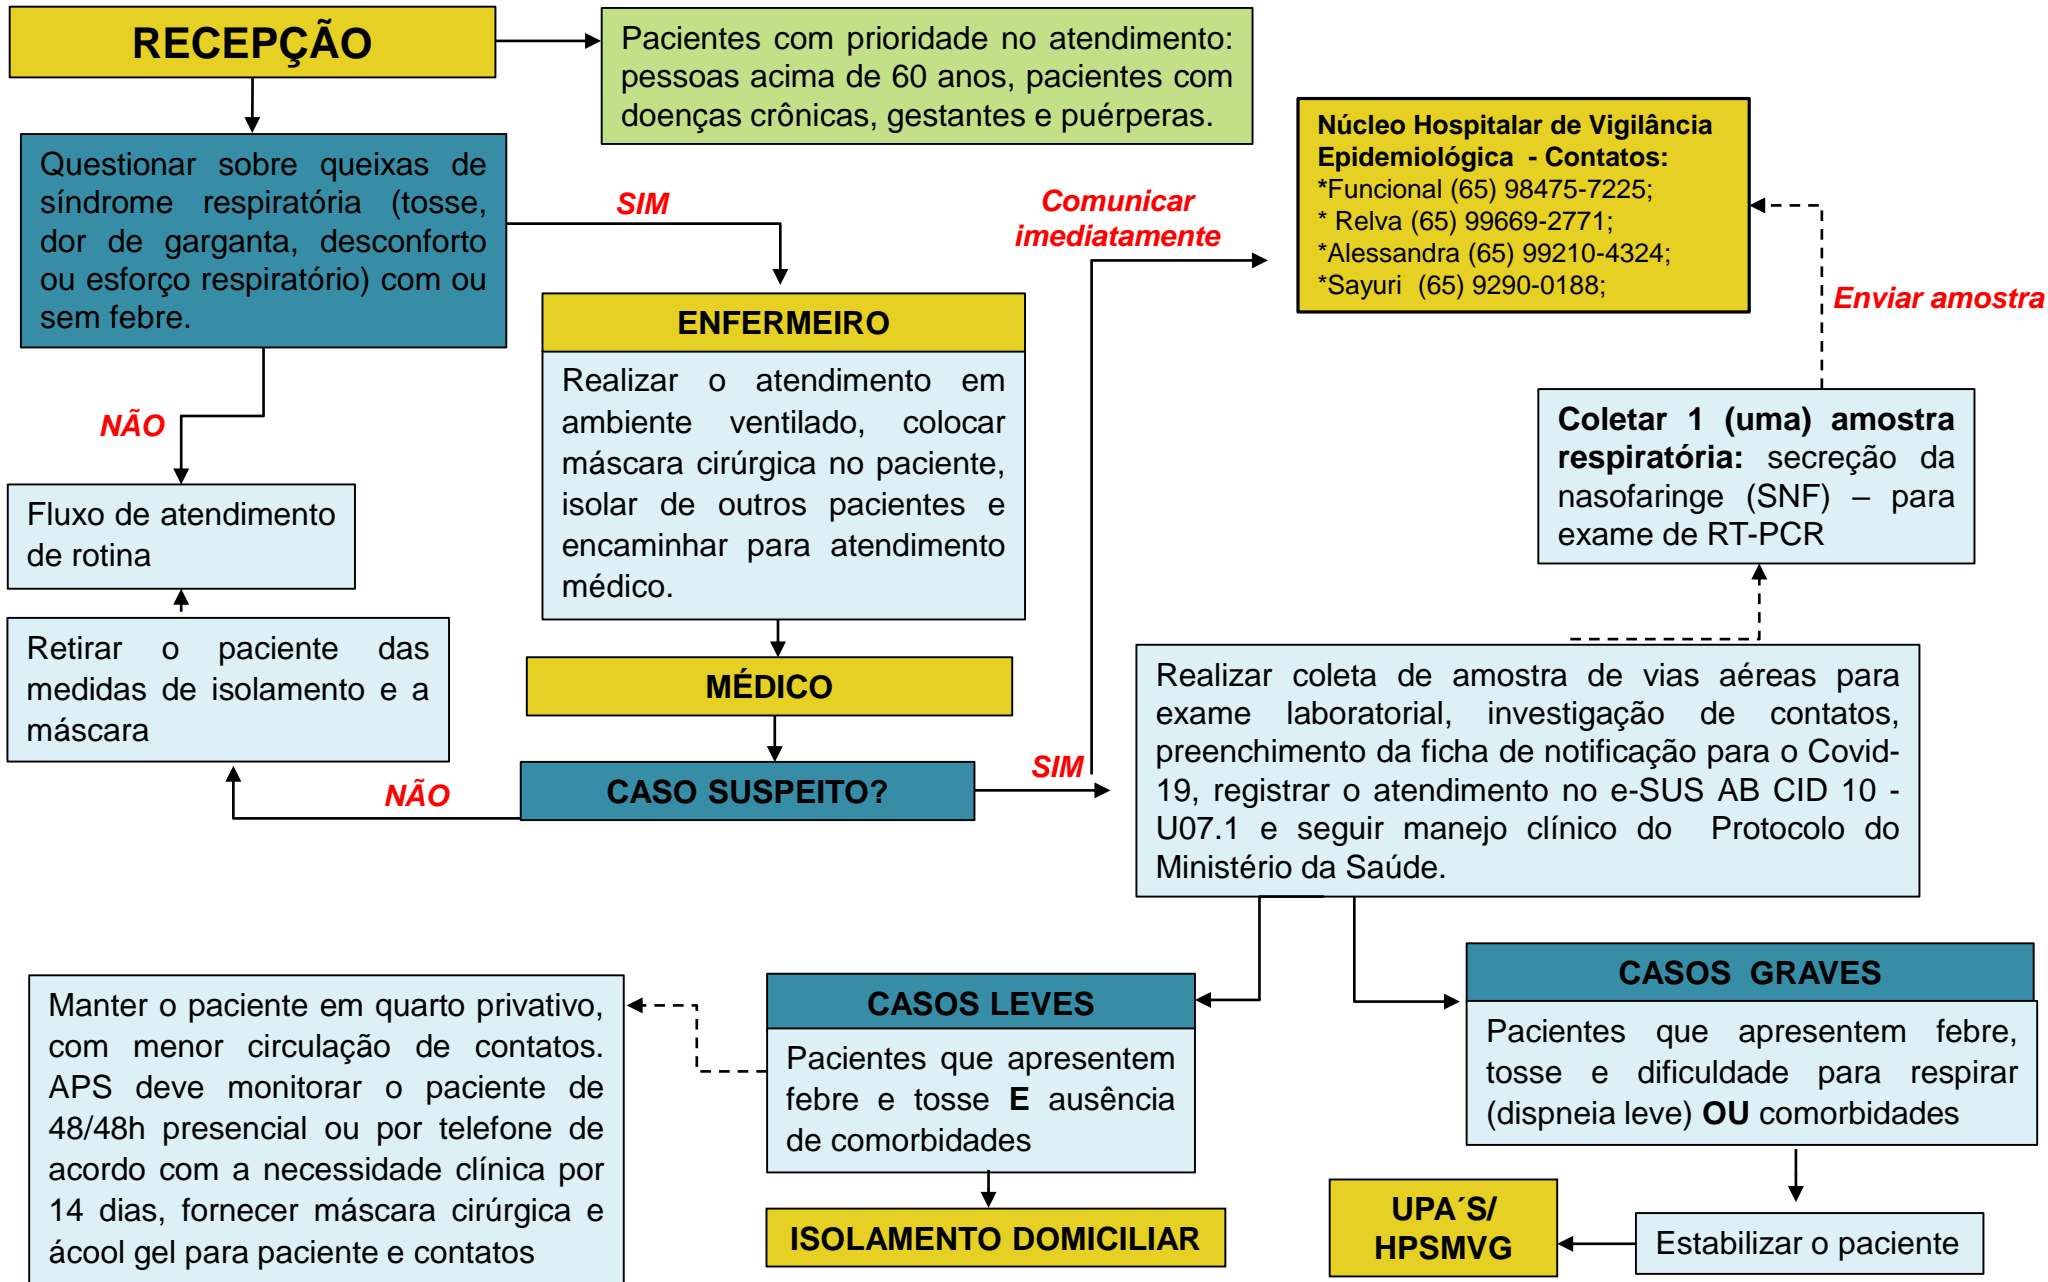 RECEPÇÃO
Pacientes com prioridade no atendimento:
pessoas acima de 60 anos, pacientes com
doenças crônicas, gestantes e puérperas.
Questionar sobre queixas de
síndrome respiratória (tosse,
dor de garganta, desconforto
ou esforço respiratório) com ou
sem febre.
SIM
NÃO
Fluxo de atendimento
de rotina
Retirar o paciente das
medidas de isolamento e a
máscara
ENFERMEIRO
Realizar o atendimento em
ambiente ventilado, colocar
máscara cirúrgica no paciente,
isolar de outros pacientes e
encaminhar para atendimento
médico.
MÉDICO
CASO SUSPEITO?
NÃO
SIM
Comunicar
imediatamente
Núcleo Hospitalar de Vigilância
Epidemiológica - Contatos:
*Funcional (65) 98475-7225;
* Relva (65) 99669-2771;
*Alessandra (65) 99210-4324;
*Sayuri (65) 9290-0188;
Enviar amostra
Coletar 1 (uma) amostra
respiratória: secreção da
nasofaringe (SNF) – para
exame de RT-PCR
Realizar coleta de amostra de vias aéreas para
exame laboratorial, investigação de contatos,
preenchimento da ficha de notificação para o Covid-
19, registrar o atendimento no e-SUS AB CID 10 -
U07.1 e seguir manejo clínico do Protocolo do
Ministério da Saúde.
Manter o paciente em quarto privativo,
com menor circulação de contatos.
APS deve monitorar o paciente de
48/48h presencial ou por telefone de
acordo com a necessidade clínica por
14 dias, fornecer máscara cirúrgica e
ácool gel para paciente e contatos
CASOS LEVES
Pacientes que apresentem
febre e tosse E ausência
de comorbidades
ISOLAMENTO DOMICILIAR
CASOS GRAVES
Pacientes que apresentem febre,
tosse e dificuldade para respirar
(dispneia leve) OU comorbidades
Estabilizar o paciente
UPA´S/
HPSMVG